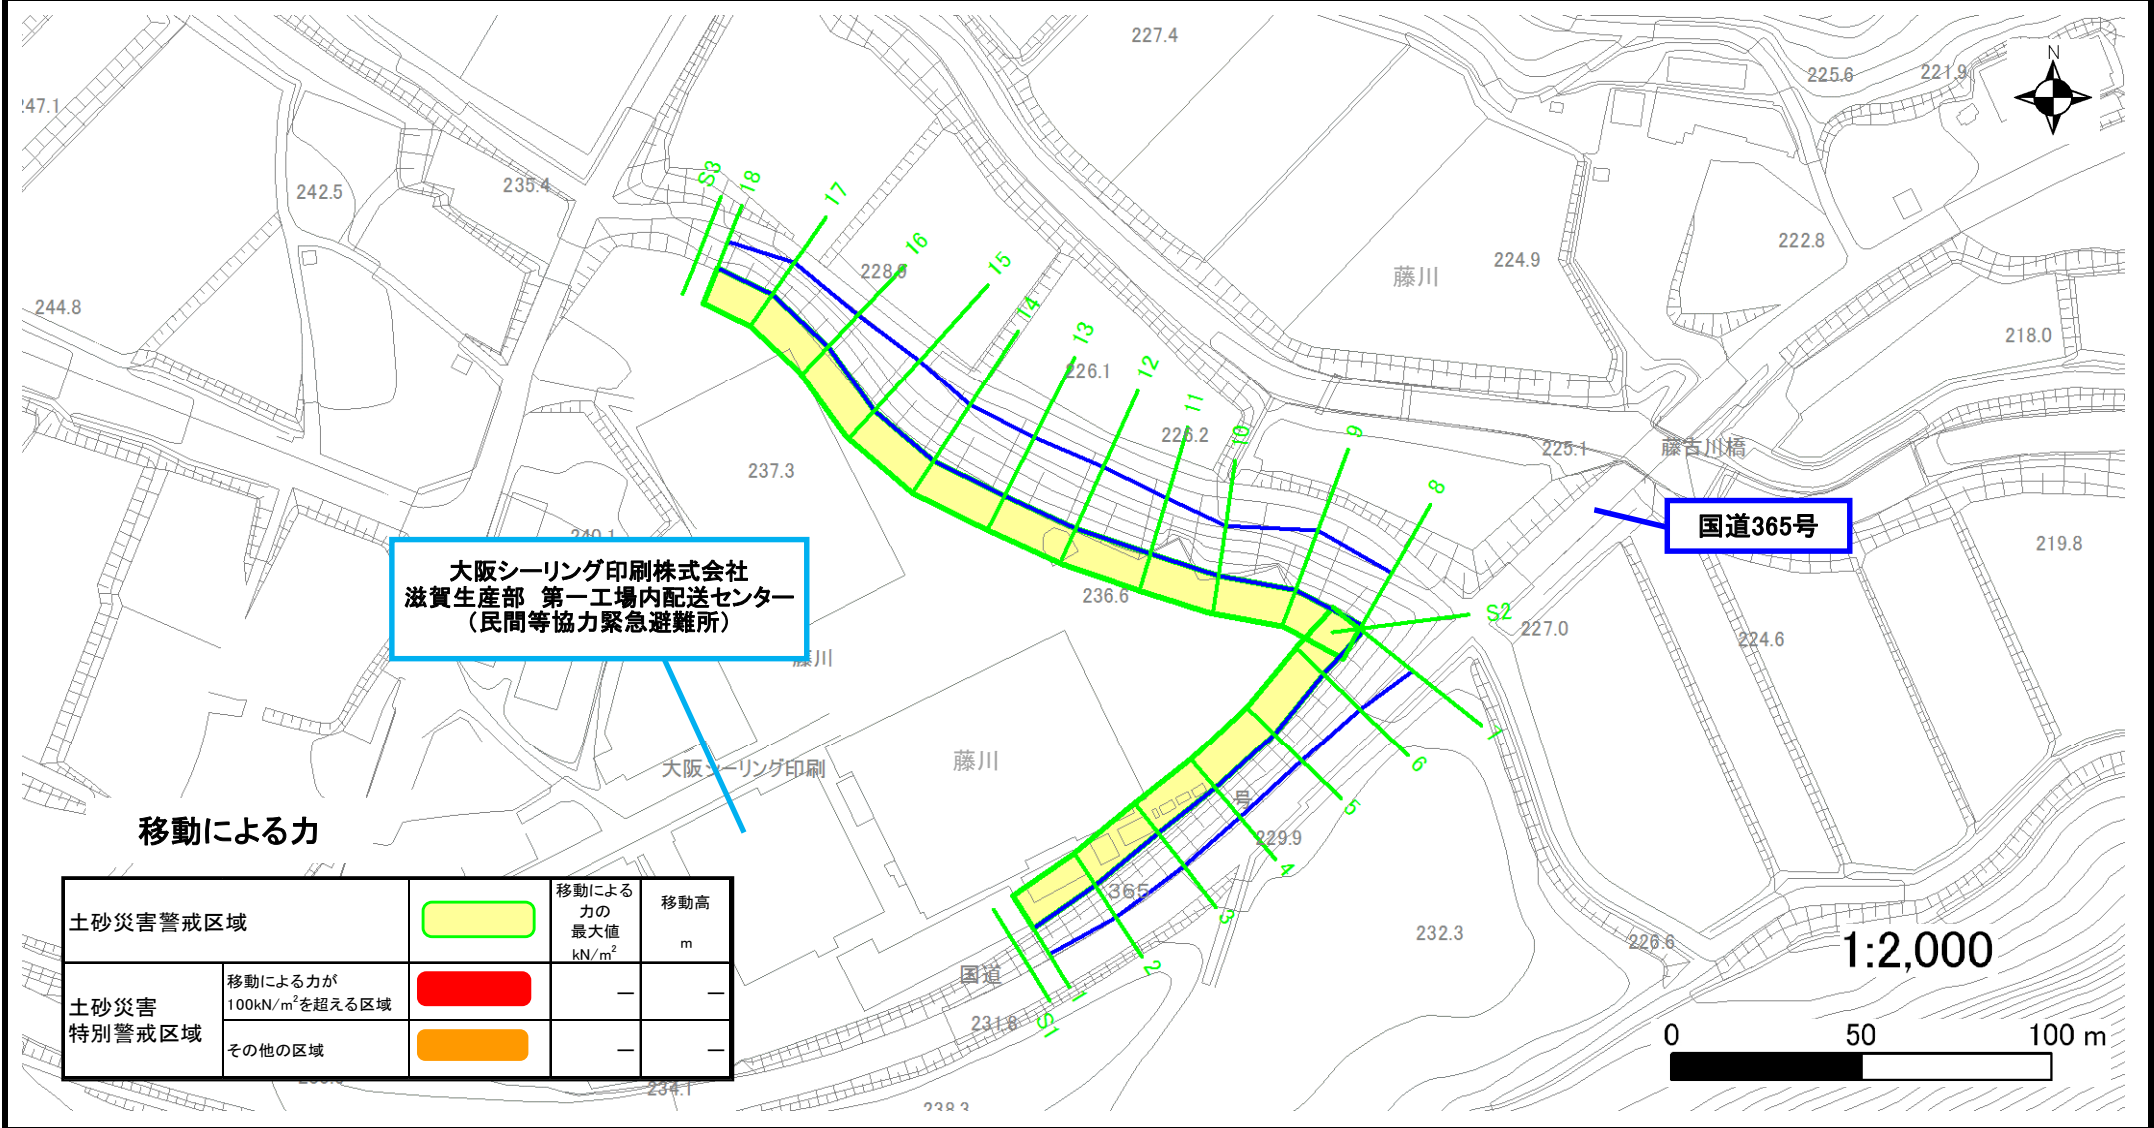 227.4
N
225.6
221.9
247.1
S3
18
17
242.5
235.4
16
15
228.9
222.8
224.9
藤川
244.8
14
13
12
226.1
218.0
11
10
9
226.2
225.1
藤古川橋
237.3
8
国道365号
240.1
219.8
大阪シーリング印刷株式会社
滋賀生産部 第一工場内配送センター
(民間等協力緊急避難所)
236.6
S2
227.0
224.6
藤川
7
6
藤川
大阪シーリング印刷
5
号
229.9
4
365
3
232.3
226.6
2
国道
1
231.8
S1
1:2,000
0 50 100 m
移動による力
土砂災害警戒区域
移動による
力の
最大値
kN/m²
移動高
m
土砂災害
特別警戒区域
移動による力が
100kN/m²を超える区域
— —
その他の区域
— —
234.1
238.3